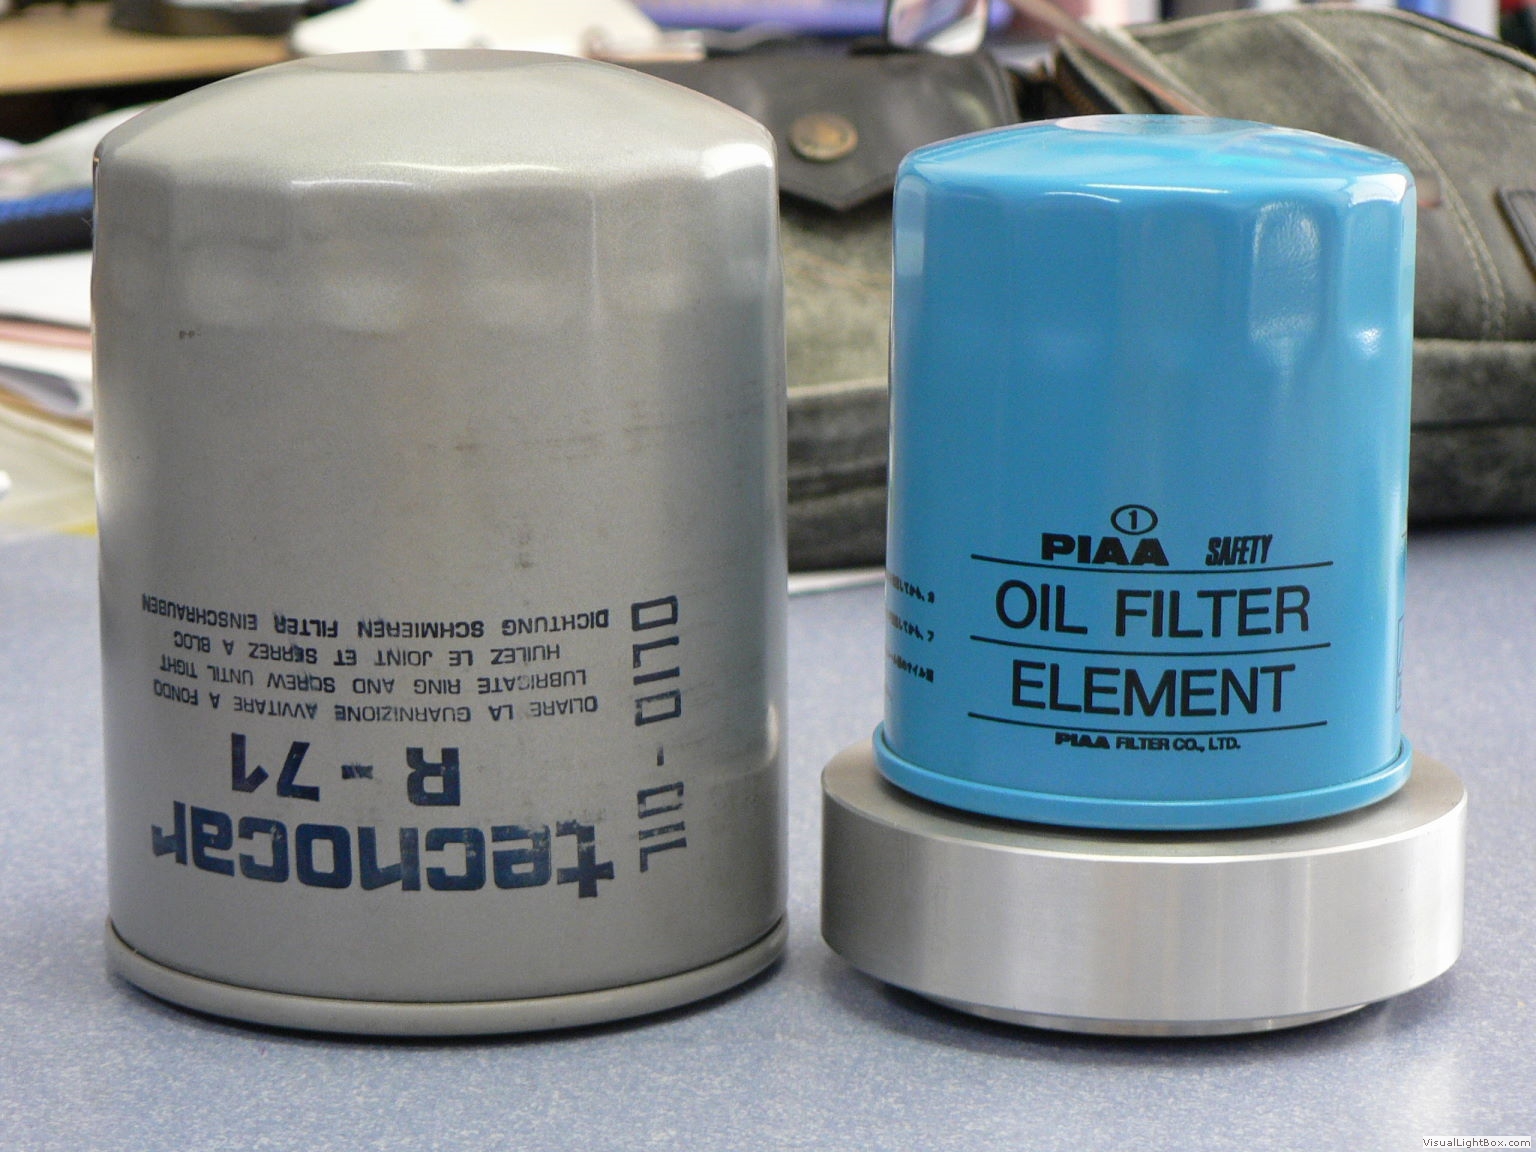 tecnocar
R-71
OLIARE LA GUARNIZIONE AVVITARE A FONDO
LUBRICATE RING AND SCREW UNTIL TIGHT
HUILEZ LE JOINT ET SERREZ A BLOC
DICHTUNG SCHMIEREN FILTER EINSCHRAUBEN
OIL-OLIO
1
PIAA SAFETY
OIL FILTER
ELEMENT
PIAA FILTER CO., LTD.
VisualLightBox.com